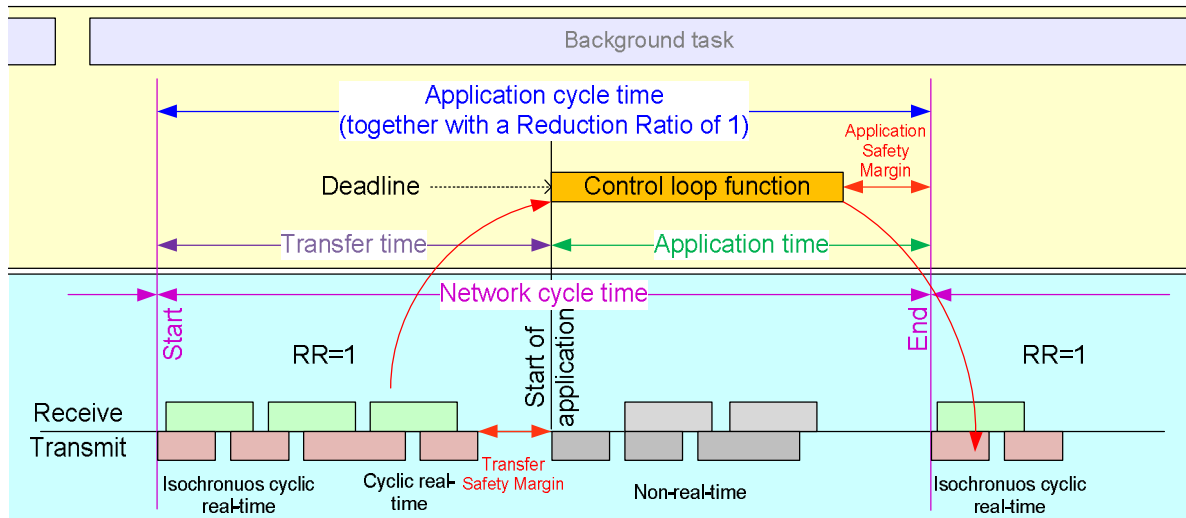 Background task
Application cycle time
(together with a Reduction Ratio of 1)
Application
Safety
Margin
Deadline
Control loop function
Transfer time
Application time
Network cycle time
Start
RR=1
Start of
application
End
RR=1
Receive
Transmit
Isochronuos cyclic
real-time
Cyclic real-
time
Transfer
Safety Margin
Non-real-time
Isochronuos cyclic
real-time